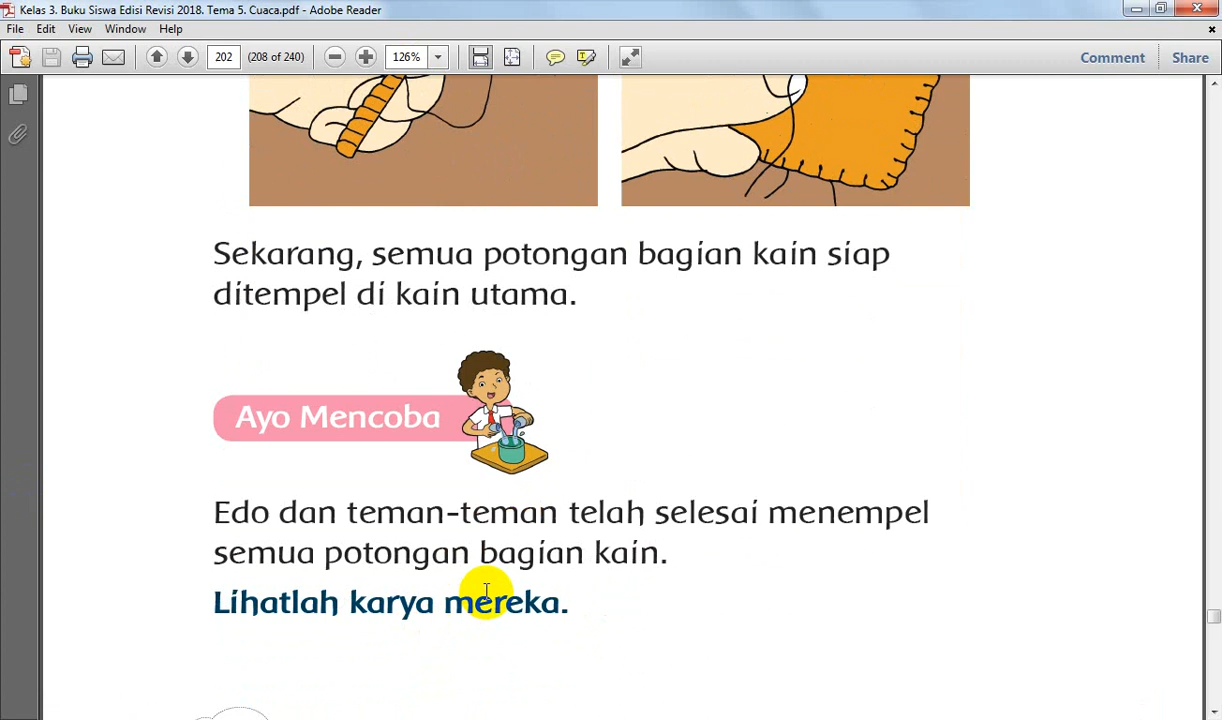 Kelas 3. Buku Siswa Edisi Revisi 2018. Tema 5. Cuaca.pdf - Adobe Reader
File Edit View Window Help
202 (208 of 240) 126% Comment Share
Sekarang, semua potongan bagian kain siap
ditempel di kain utama.
Ayo Mencoba
Edo dan teman-teman telah selesai menempel
semua potongan bagian kain.
Lihatlah karya mereka.